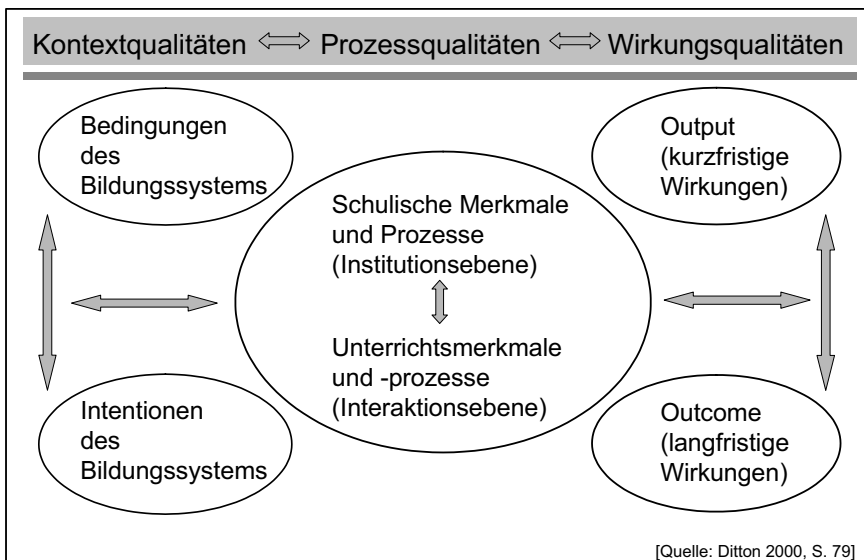 Kontextqualitäten Prozessqualitäten Wirkungsqualitäten
Bedingungen
des
Bildungssystems
Intentionen
des
Bildungssystems
Schulische Merkmale
und Prozesse
(Institutionsebene)
Unterrichtsmerkmale
und -prozesse
(Interaktionsebene)
Output
(kurzfristige
Wirkungen)
Outcome
(langfristige
Wirkungen)
[Quelle: Ditton 2000, S. 79]